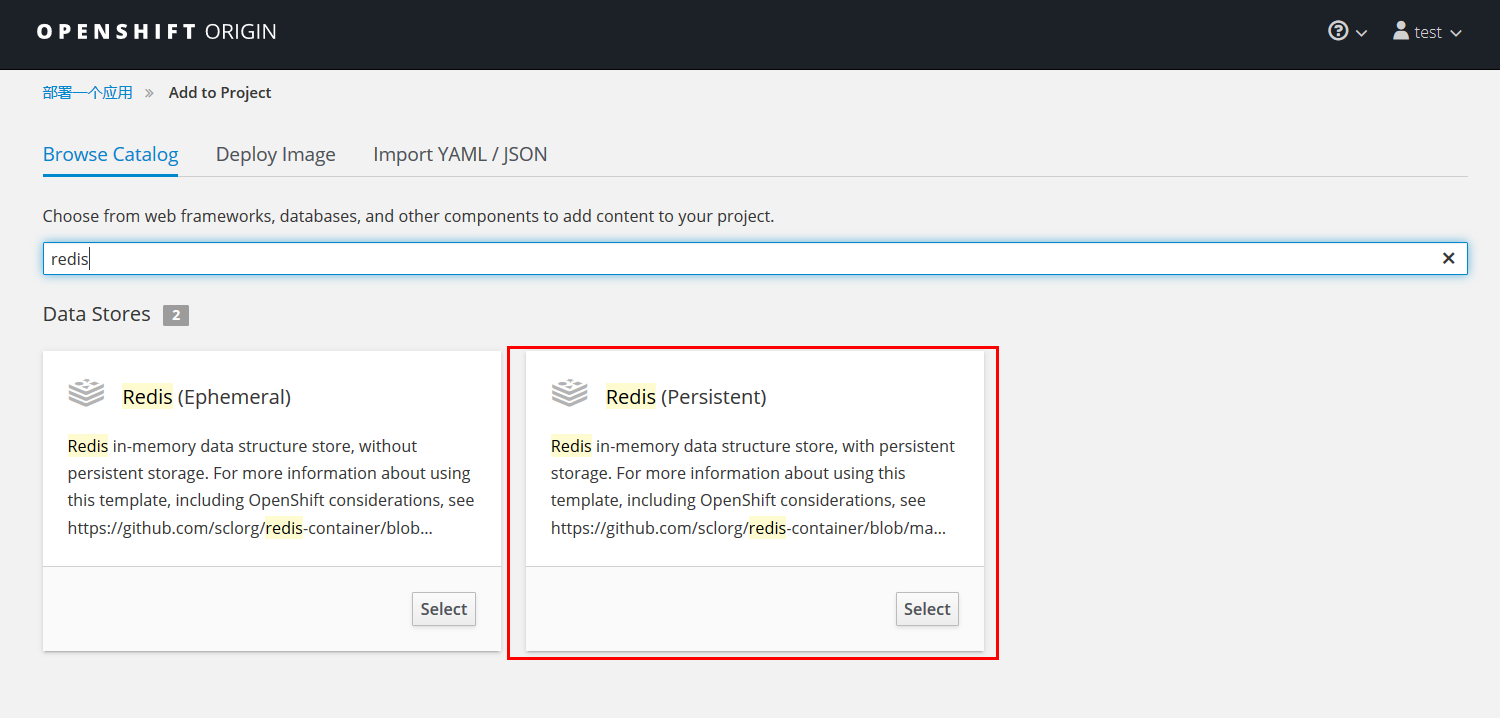 OPENSHIFT ORIGIN
test
部署一个应用 » Add to Project
Browse Catalog Deploy Image Import YAML / JSON
Choose from web frameworks, databases, and other components to add content to your project.
redis
Data Stores 2
Redis (Ephemeral)
Redis in-memory data structure store, without
persistent storage. For more information about using
this template, including OpenShift considerations, see
https://github.com/sclorg/redis-container/blob...
Select
Redis (Persistent)
Redis in-memory data structure store, with persistent
storage. For more information about using this
template, including OpenShift considerations, see
https://github.com/sclorg/redis-container/blob/ma...
Select